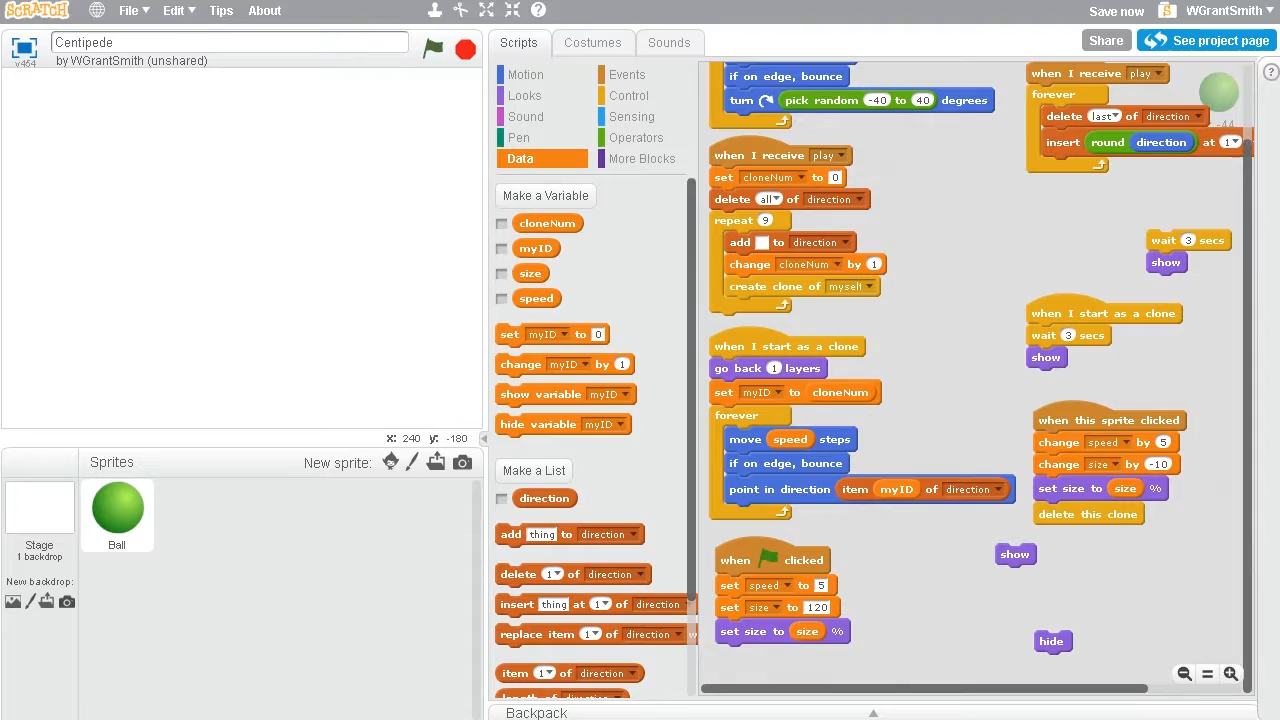 SCRATCH File Edit Tips About Save now WGrantSmith
v454 Centipede
by WGrantSmith (unshared)
Scripts Costumes Sounds Share See project page
Motion Events
Looks Control
Sound Sensing
Pen Operators
Data More Blocks
Make a Variable
cloneNum
myID
size
speed
set myID to 0
change myID by 1
show variable myID
hide variable myID
Make a List
direction
add thing to direction
delete 1 of direction
insert thing at 1 of direction
replace item 1 of direction w
item 1 of direction
length of direction
if on edge, bounce
turn pick random -40 to 40 degrees
when I receive play
set cloneNum to 0
delete all of direction
repeat 9
add to direction
change cloneNum by 1
create clone of myself
when I start as a clone
go back 1 layers
set myID to cloneNum
forever
move speed steps
if on edge, bounce
point in direction item myID of direction
when clicked
set speed to 5
set size to 120
set size to size %
when I receive play
forever
delete last of direction
insert round direction at 1
-44
wait 3 secs
show
when I start as a clone
wait 3 secs
show
when this sprite clicked
change speed by 5
change size by -10
set size to size %
delete this clone
show
hide
x: 240 y: -180
Sprites New sprite:
Stage
1 backdrop
New backdrop:
Ball
Backpack